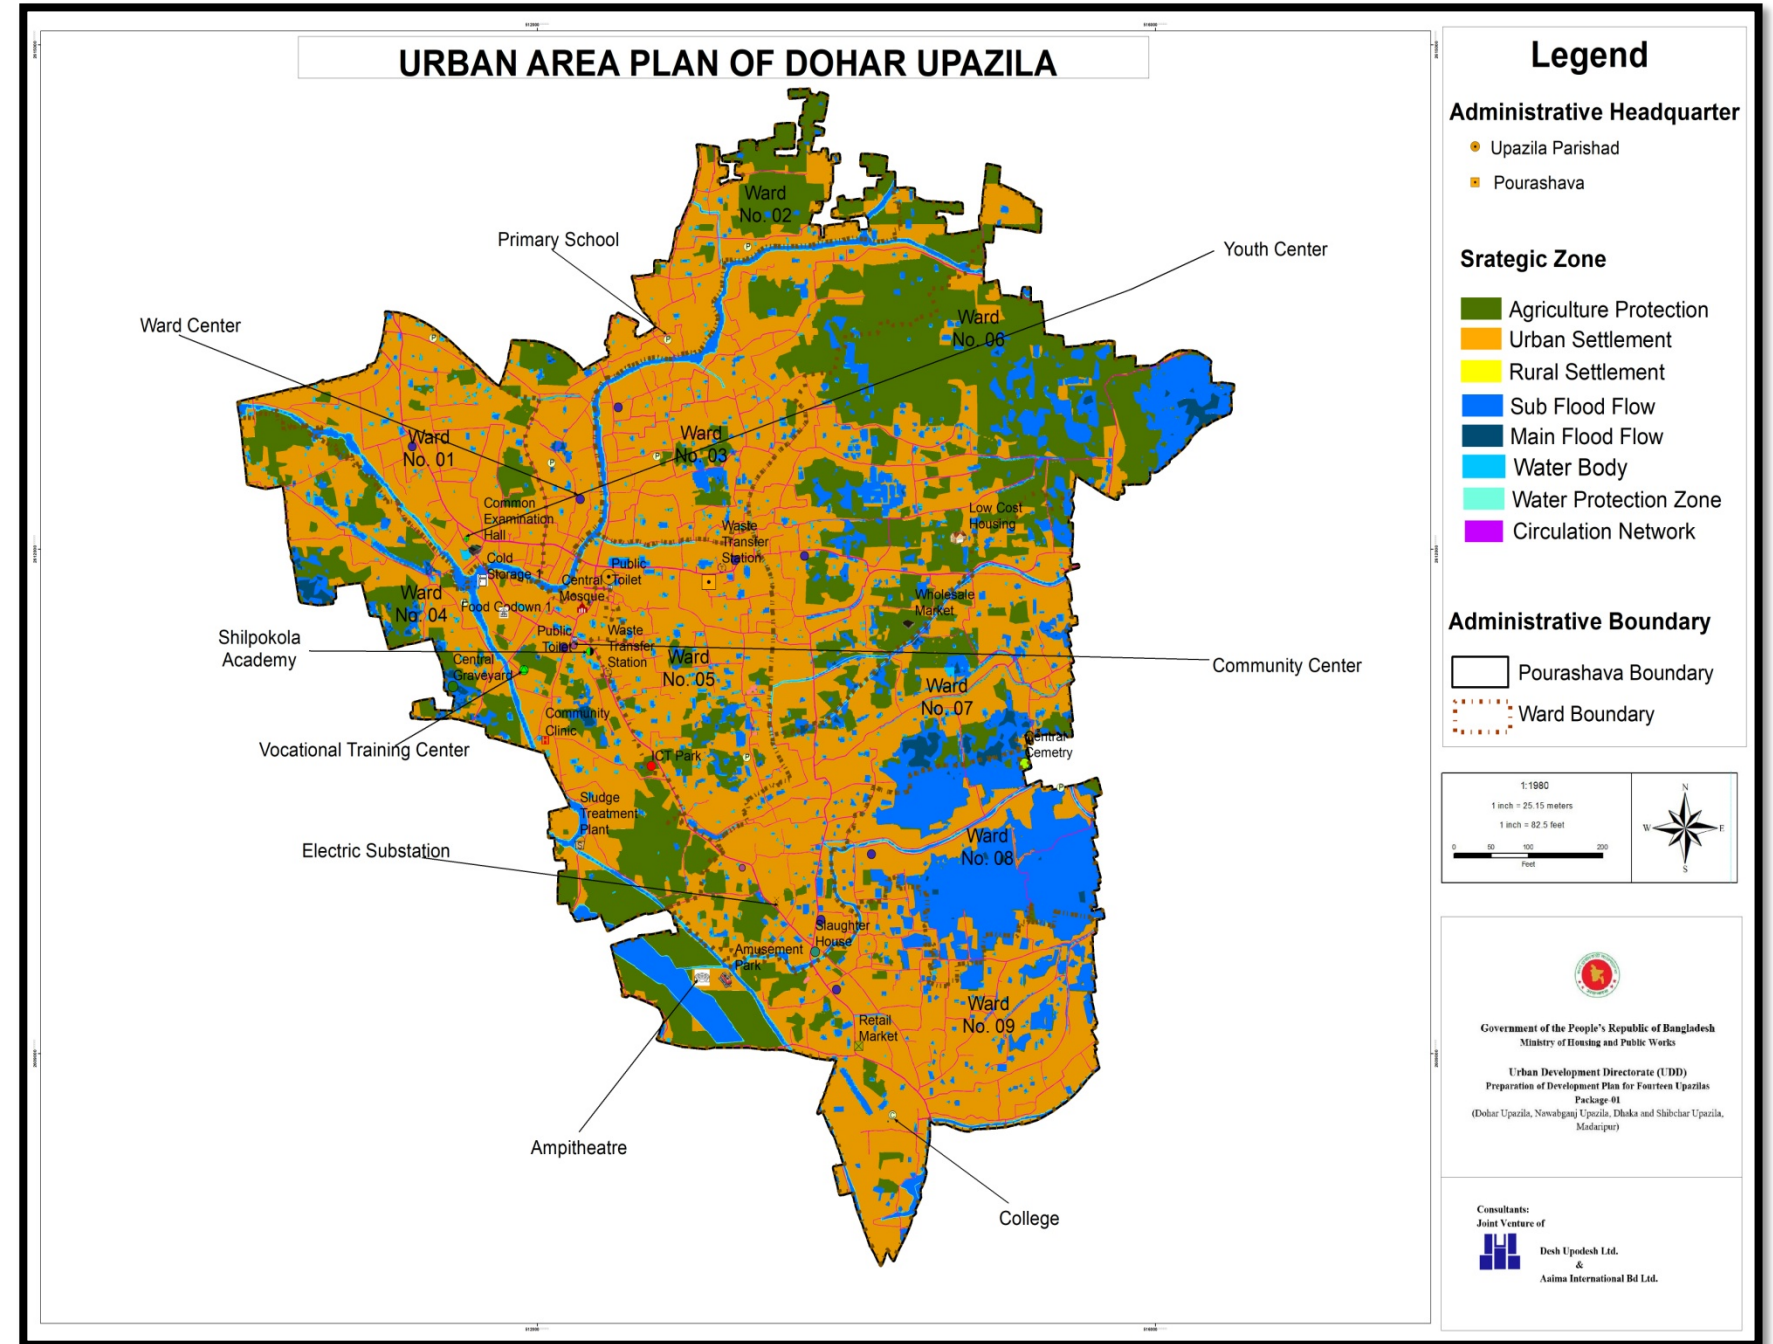 URBAN AREA PLAN OF DOHAR UPAZILA
Ward
No. 02
Primary School
Youth Center
Ward
No. 06
Ward Center
Ward
No. 01
Ward
No. 03
Common
Examination
Hall
Waste
Transfer
Station
Low Cost
Housing
Cold
Storage 1
Public
Toilet
Central
Mosque
Ward
No. 04
Food Godown 1
Wholesale
Market
Shilpokola
Academy
Public
Toilet
Waste
Transfer
Station
Ward
No. 05
Community Center
Central
Graveyard
Ward
No. 07
Vocational Training Center
Community
Clinic
ICT Park
Central
Cemetry
Sludge
Treatment
Plant
Electric Substation
Ward
No. 08
Slaughter
House
Amusement
Park
Ward
No. 09
Retail
Market
Ampitheatre
College
Legend
Administrative Headquarter
Upazila Parishad
Pourashava
Srategic Zone
Agriculture Protection
Urban Settlement
Rural Settlement
Sub Flood Flow
Main Flood Flow
Water Body
Water Protection Zone
Circulation Network
Administrative Boundary
Pourashava Boundary
Ward Boundary
1:1980
1 inch = 25.15 meters
1 inch = 82.5 feet
0 50 100 200
Feet
N
W E
S
Government of the People's Republic of Bangladesh
Ministry of Housing and Public Works
Urban Development Directorate (UDD)
Preparation of Development Plan for Fourteen Upazilas
Package-01
(Dohar Upazila, Nawabganj Upazila, Dhaka and Shibchar Upazila,
Madaripur)
Consultants:
Joint Venture of
Desh Upodesh Ltd.
&
Aaima International Bd Ltd.